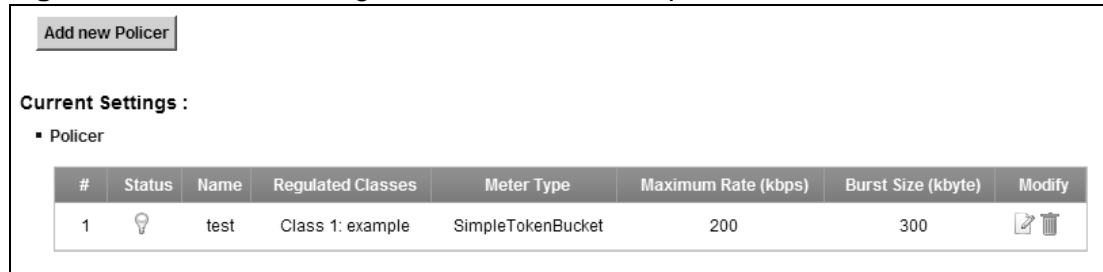 Add new Policer
Current Settings :
▪ Policer
# Status Name Regulated Classes Meter Type Maximum Rate (kbps) Burst Size (kbyte) Modify
1 test Class 1: example SimpleTokenBucket 200 300